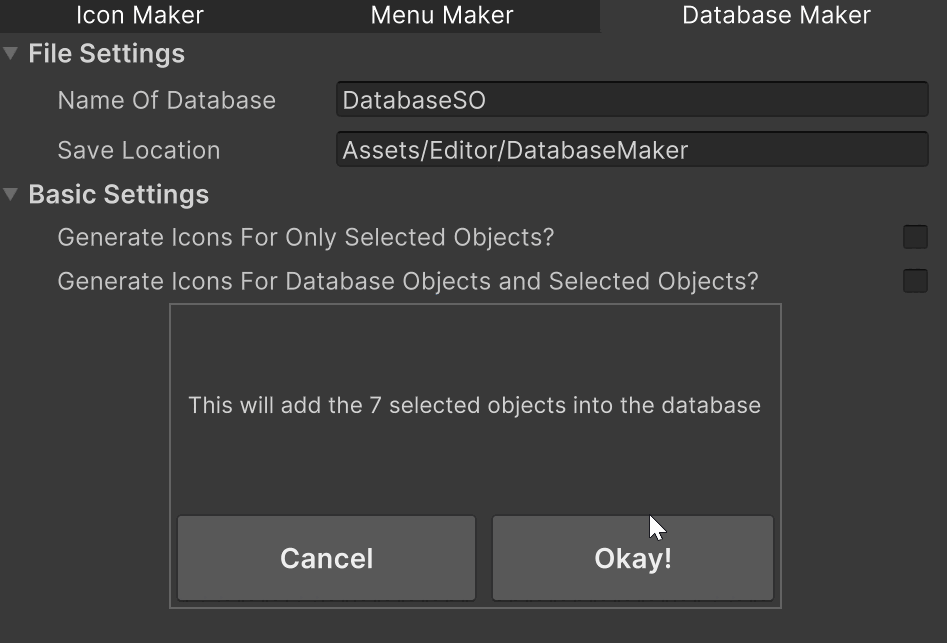 Icon Maker Menu Maker Database Maker
File Settings
Name Of Database DatabaseSO
Save Location Assets/Editor/DatabaseMaker
Basic Settings
Generate Icons For Only Selected Objects?
Generate Icons For Database Objects and Selected Objects?
This will add the 7 selected objects into the database
Cancel Okay!